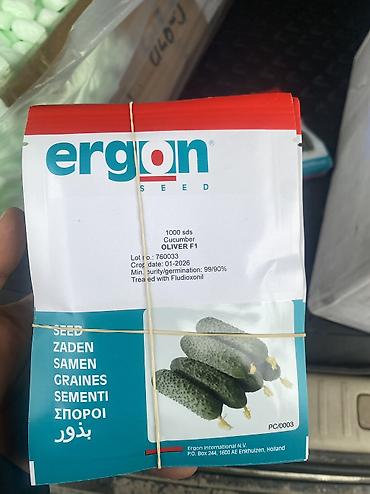 ergon®
SEED
1000 sds
Cucumber
OLIVER F1
Lot no.: 760033
Crop date: 01-2026
Min. purity/germination: 99/90%
Treated with Fludioxonil
SEED
ZADEN
SAMEN
GRAINES
SEMENTI
ΣΠΟΡΟΙ
بذور
PC/0003
Ergon International N.V.
P.O. Box 244, 1600 AE Enkhuizen, Holland